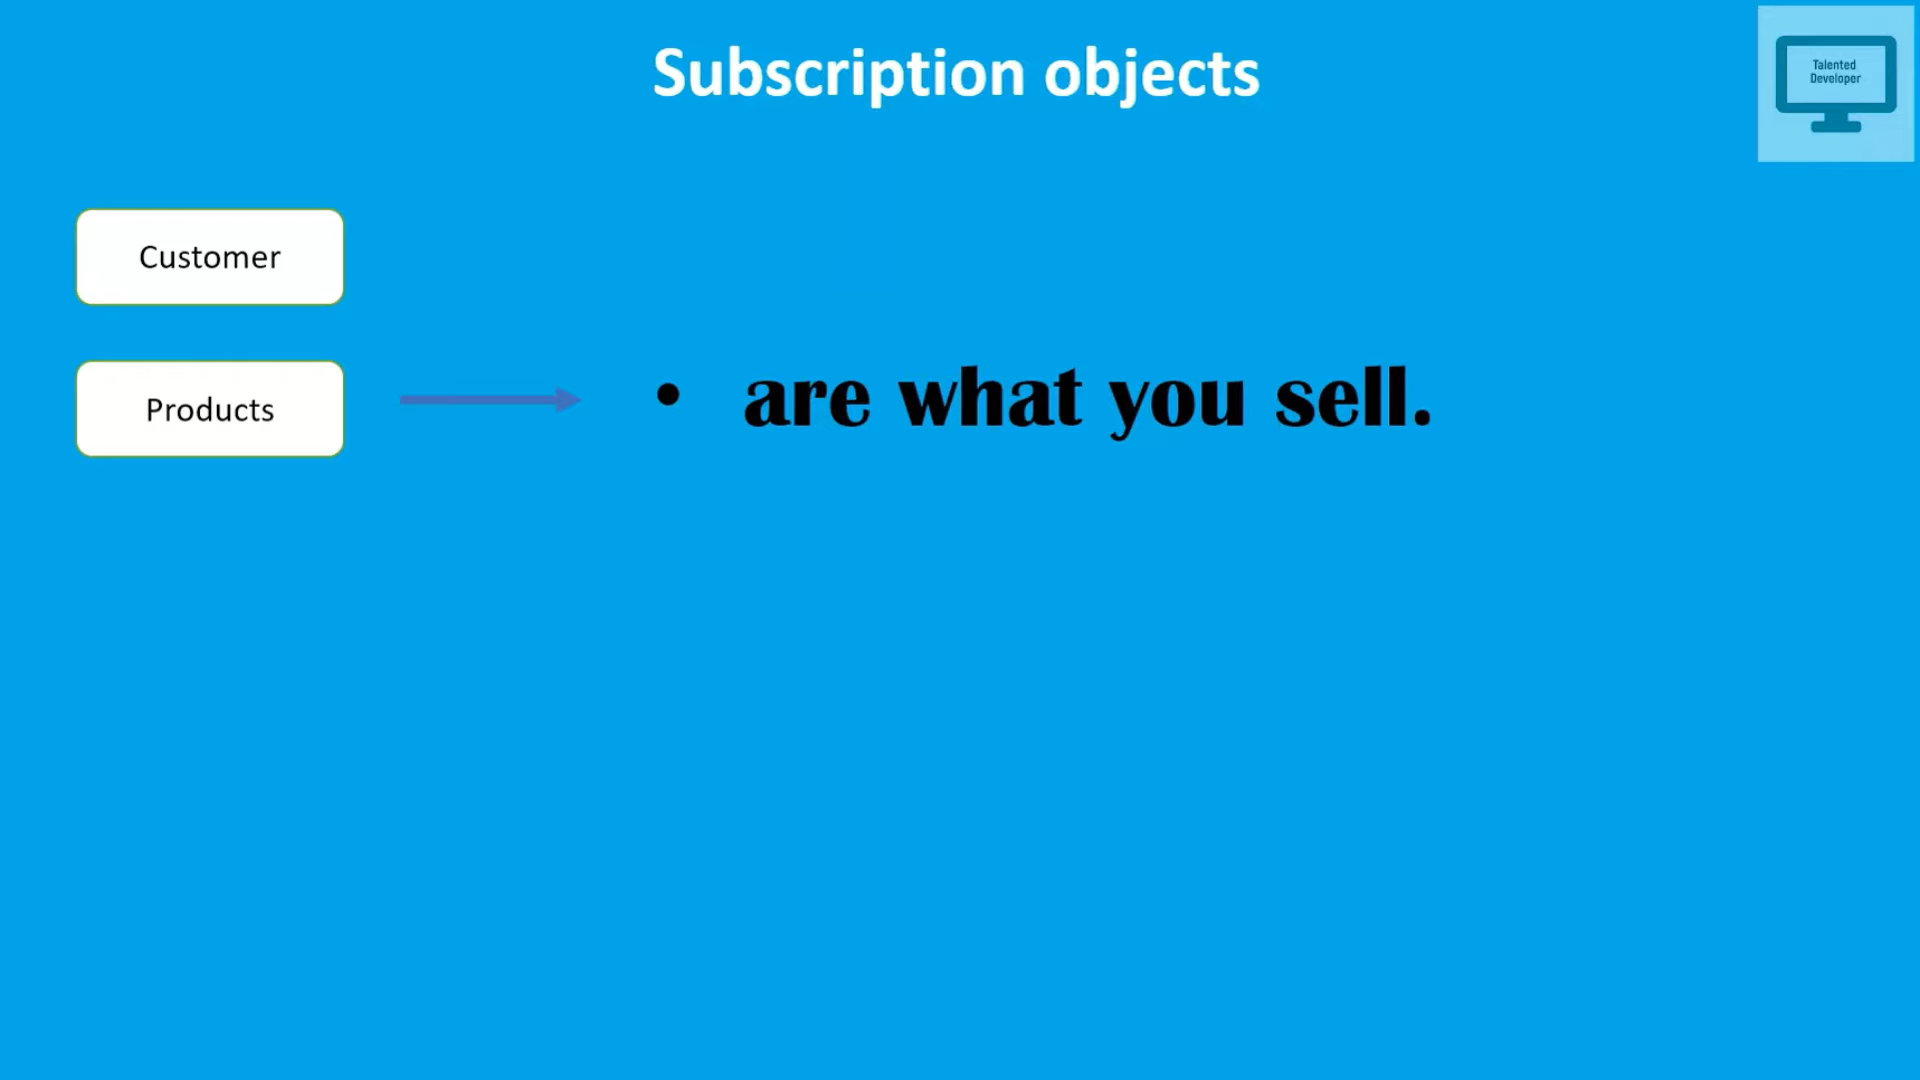 Subscription objects
Talented
Developer
Customer
Products
• are what you sell.